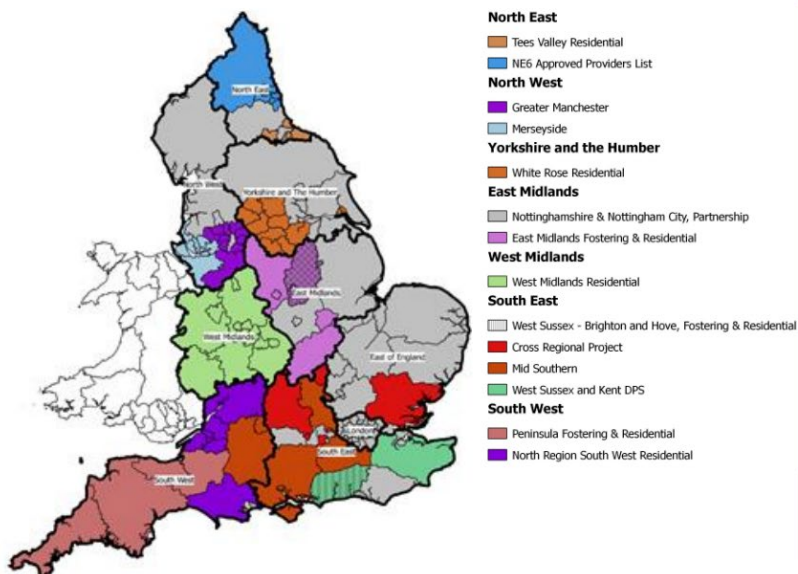 North East
North West
Yorkshire and The Humber
East Midlands
West Midlands
East of England
London
South East
South West
North East
Tees Valley Residential
NE6 Approved Providers List
North West
Greater Manchester
Merseyside
Yorkshire and the Humber
White Rose Residential
East Midlands
Nottinghamshire & Nottingham City, Partnership
East Midlands Fostering & Residential
West Midlands
West Midlands Residential
South East
West Sussex - Brighton and Hove, Fostering & Residential
Cross Regional Project
Mid Southern
West Sussex and Kent DPS
South West
Peninsula Fostering & Residential
North Region South West Residential